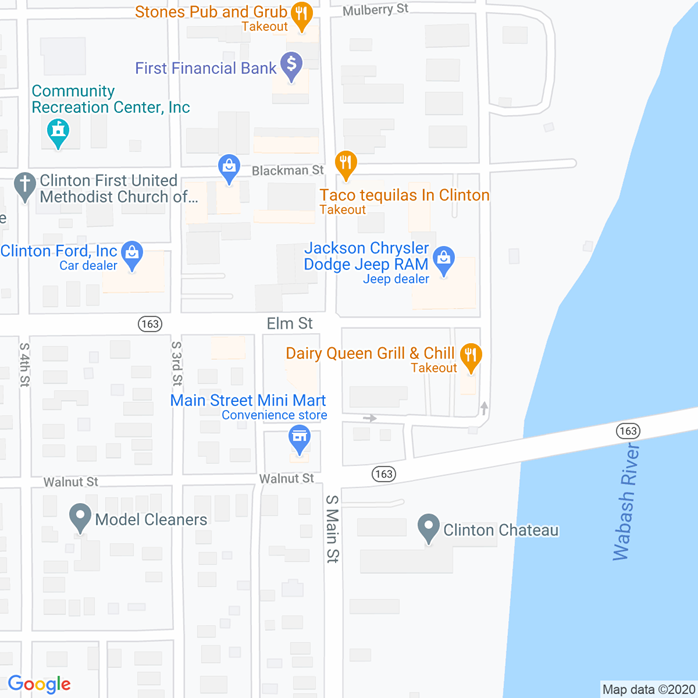 Mulberry St
Stones Pub and Grub
Takeout
First Financial Bank
Community
Recreation Center, Inc
Blackman St
Clinton First United
Methodist Church of...
Taco tequilas In Clinton
Takeout
e
Clinton Ford, Inc
Car dealer
Jackson Chrysler
Dodge Jeep RAM
Jeep dealer
163
Elm St
S 4th St
S 3rd St
Dairy Queen Grill & Chill
Takeout
Main Street Mini Mart
Convenience store
163
163
Walnut St
Walnut St
S Main St
Wabash River
Model Cleaners
Clinton Chateau
Google
Map data ©2020